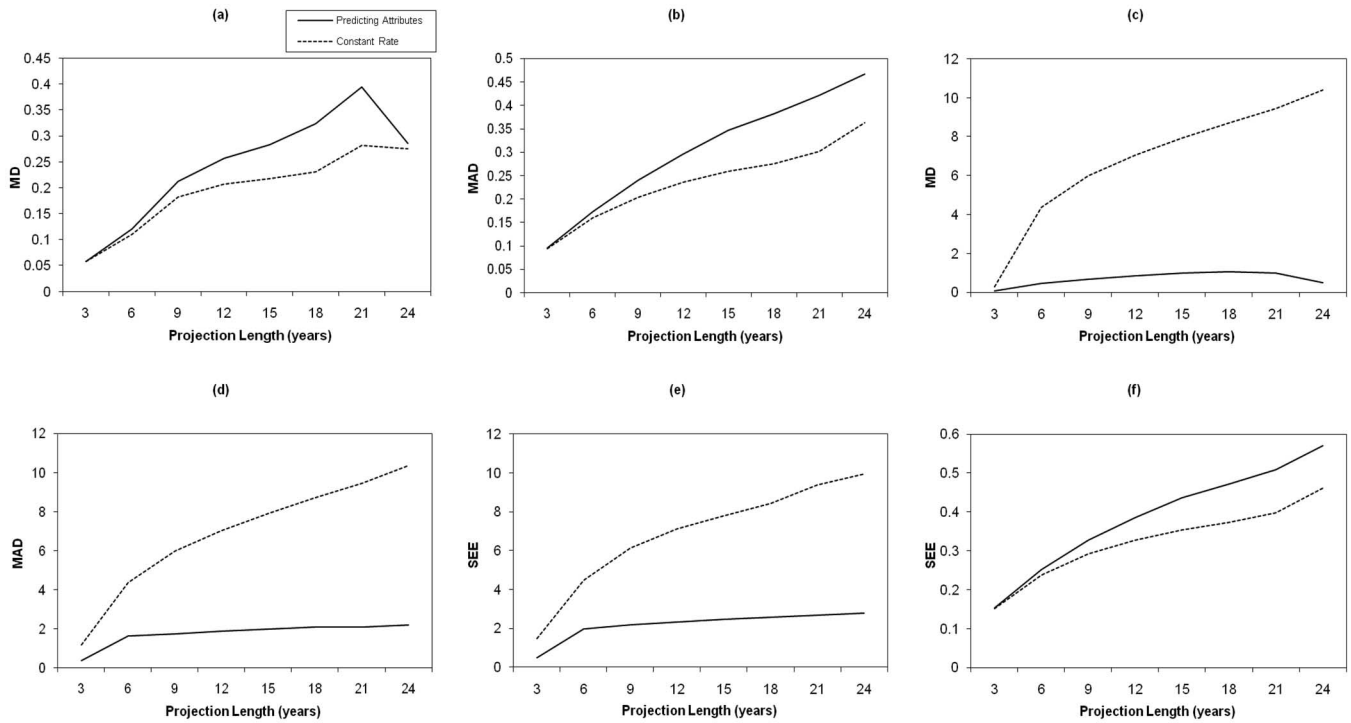 (a)
Predicting Attributes
Constant Rate
0.45
0.4
0.35
0.3
0.25
0.2
0.15
0.1
0.05
0
MD
3 6 9 12 15 18 21 24
Projection Length (years)
(b)
0.5
0.45
0.4
0.35
0.3
0.25
0.2
0.15
0.1
0.05
0
MAD
3 6 9 12 15 18 21 24
Projection Length (years)
(c)
12
10
8
6
4
2
0
MD
3 6 9 12 15 18 21 24
Projection Length (years)
(d)
12
10
8
6
4
2
0
MAD
3 6 9 12 15 18 21 24
Projection Length (years)
(e)
12
10
8
6
4
2
0
SEE
3 6 9 12 15 18 21 24
Projection Length (years)
(f)
0.6
0.5
0.4
0.3
0.2
0.1
0
SEE
3 6 9 12 15 18 21 24
Projection Length (years)